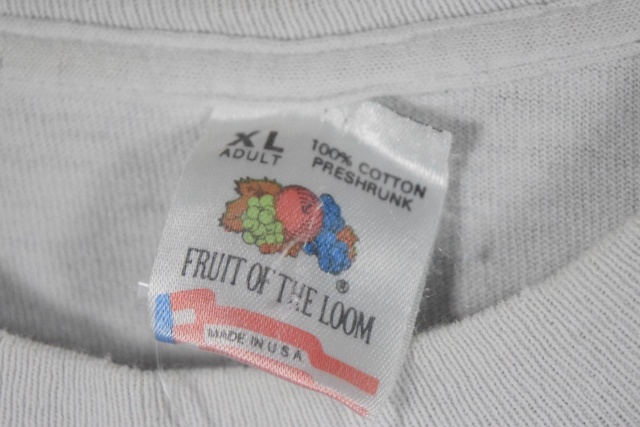 XL
ADULT
100% COTTON
PRESHRUNK
FRUIT OF THE LOOM
®
MADE IN U S A